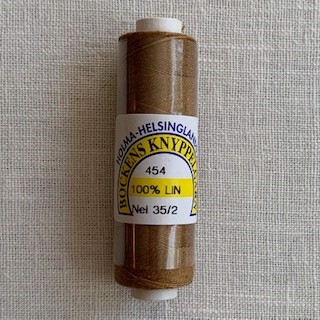 HOLMA-HELSINGLAND
BOCKENS KNYPPELGARN
454
100% LIN
Nel 35/2